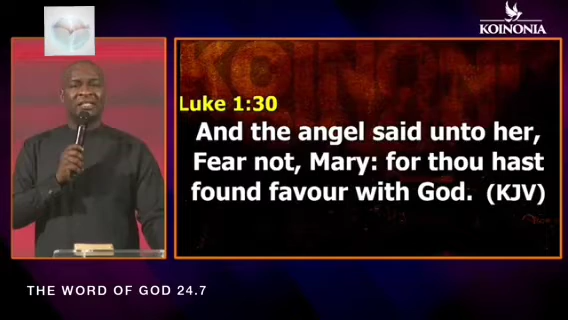 KOINONIA
Luke 1:30
And the angel said unto her,
Fear not, Mary: for thou hast
found favour with God. (KJV)
THE WORD OF GOD 24.7